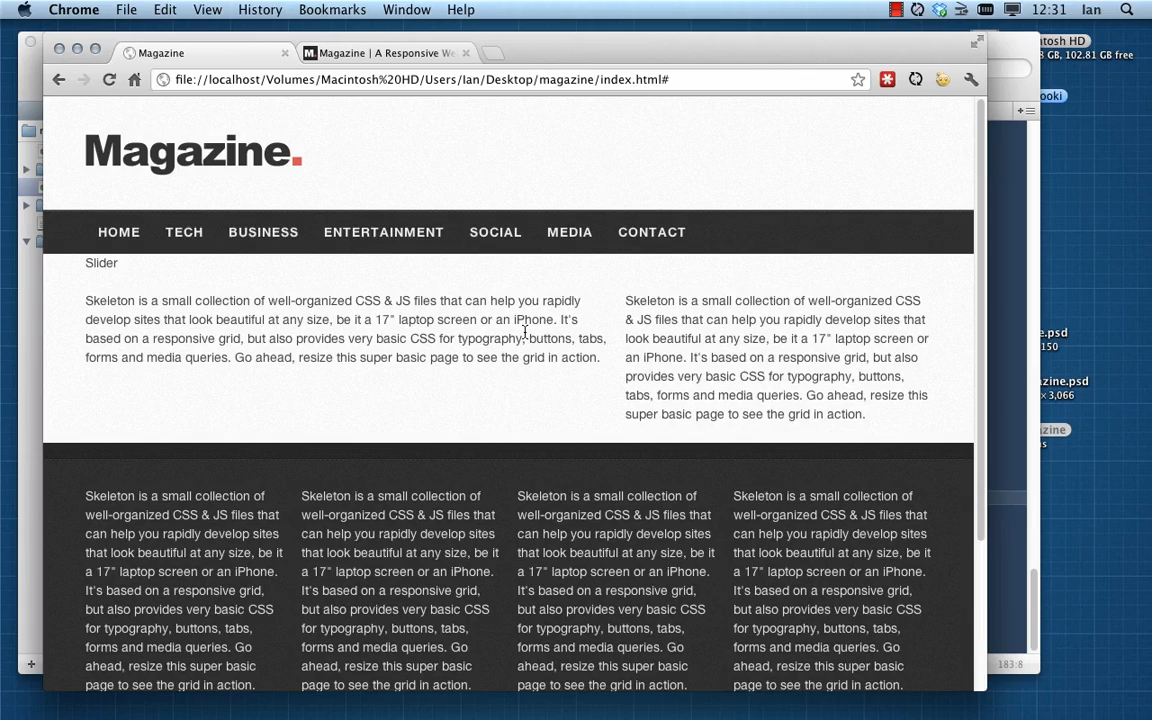 Chrome File Edit View History Bookmarks Window Help 12:31 Ian
Magazine
Magazine | A Responsive We
file://localhost/Volumes/Macintosh%20HD/Users/Ian/Desktop/magazine/index.html#
ntosh HD
8 GB, 102.81 GB free
ooki
Magazine.
HOME TECH BUSINESS ENTERTAINMENT SOCIAL MEDIA CONTACT
Slider
Skeleton is a small collection of well-organized CSS & JS files that can help you rapidly
develop sites that look beautiful at any size, be it a 17" laptop screen or an iPhone. It's
based on a responsive grid, but also provides very basic CSS for typography, buttons, tabs,
forms and media queries. Go ahead, resize this super basic page to see the grid in action.
Skeleton is a small collection of well-organized CSS
& JS files that can help you rapidly develop sites that
look beautiful at any size, be it a 17" laptop screen or
an iPhone. It's based on a responsive grid, but also
provides very basic CSS for typography, buttons,
tabs, forms and media queries. Go ahead, resize this
super basic page to see the grid in action.
e.psd
150
azine.psd
× 3,066
azine
ns
Skeleton is a small collection of
well-organized CSS & JS files that
can help you rapidly develop sites
that look beautiful at any size, be it
a 17" laptop screen or an iPhone.
It's based on a responsive grid,
but also provides very basic CSS
for typography, buttons, tabs,
forms and media queries. Go
ahead, resize this super basic
page to see the grid in action.
Skeleton is a small collection of
well-organized CSS & JS files that
can help you rapidly develop sites
that look beautiful at any size, be it
a 17" laptop screen or an iPhone.
It's based on a responsive grid,
but also provides very basic CSS
for typography, buttons, tabs,
forms and media queries. Go
ahead, resize this super basic
page to see the grid in action.
Skeleton is a small collection of
well-organized CSS & JS files that
can help you rapidly develop sites
that look beautiful at any size, be it
a 17" laptop screen or an iPhone.
It's based on a responsive grid,
but also provides very basic CSS
for typography, buttons, tabs,
forms and media queries. Go
ahead, resize this super basic
page to see the grid in action.
Skeleton is a small collection of
well-organized CSS & JS files that
can help you rapidly develop sites
that look beautiful at any size, be it
a 17" laptop screen or an iPhone.
It's based on a responsive grid,
but also provides very basic CSS
for typography, buttons, tabs,
forms and media queries. Go
ahead, resize this super basic
page to see the grid in action.
183:8